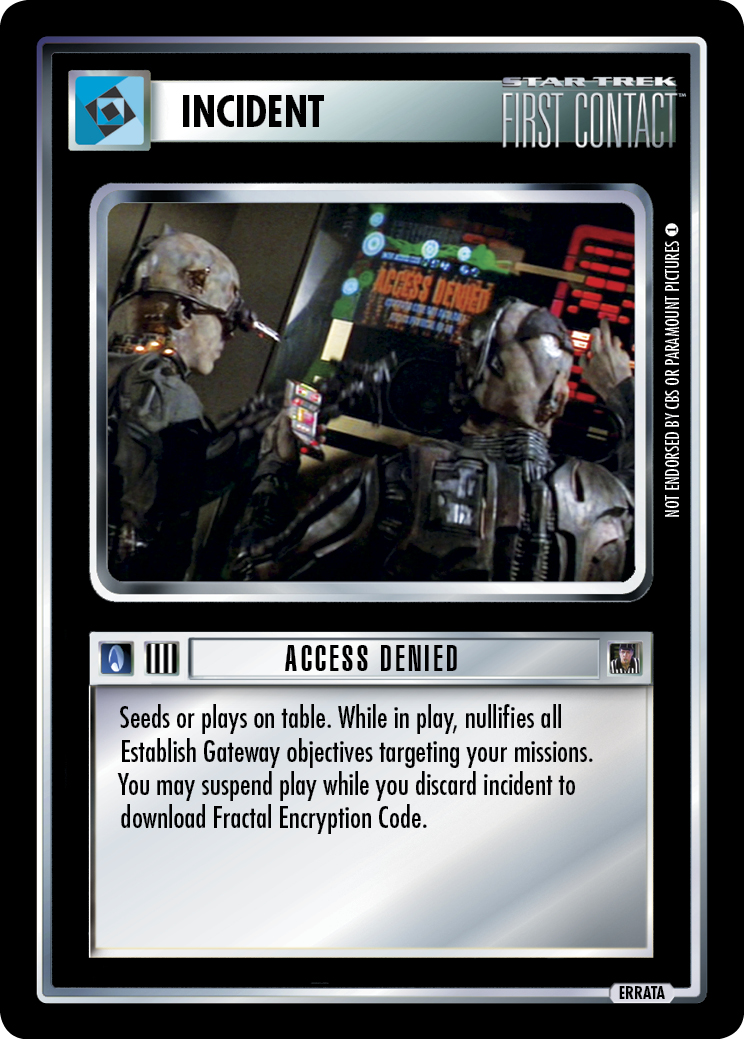 INCIDENT
STAR TREK
FIRST CONTACT™
ACCESS DENIED
NOT ENDORSED BY CBS OR PARAMOUNT PICTURES 1
ACCESS DENIED
Seeds or plays on table. While in play, nullifies all
Establish Gateway objectives targeting your missions.
You may suspend play while you discard incident to
download Fractal Encryption Code.
ERRATA